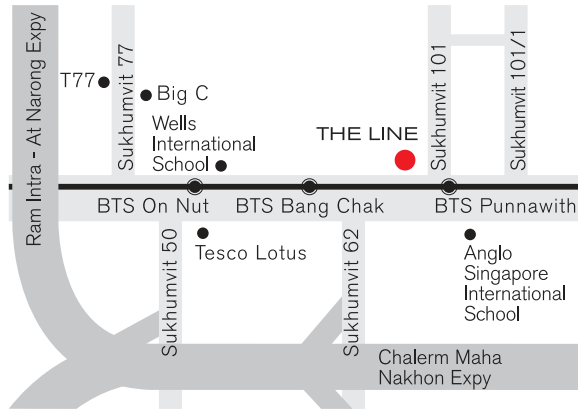 Ram Intra - At Narong Expy
T77
Sukhumvit 77
Big C
Wells
International
School
THE LINE
Sukhumvit 101
Sukhumvit 101/1
BTS On Nut
BTS Bang Chak
BTS Punnawith
Sukhumvit 50
Tesco Lotus
Sukhumvit 62
Anglo
Singapore
International
School
Chalerm Maha
Nakhon Expy